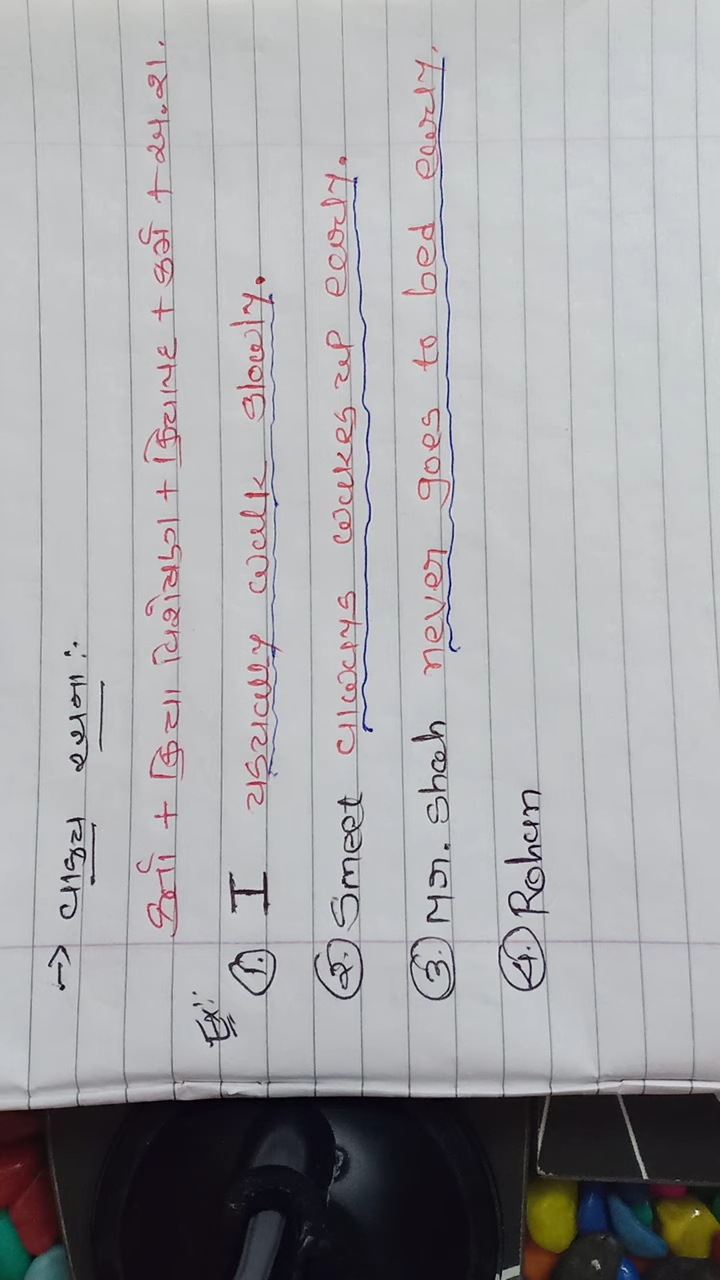 → વાક્ય રચના :-
કર્તા + ક્રિયા વિશેષણ + ક્રિયાપદ + કર્મ + અ.શ.
Ex:-
1. I usually walk slowly.
2. Smeet always wakes up early.
3. Mr. Shah never goes to bed early.
4. Rohan